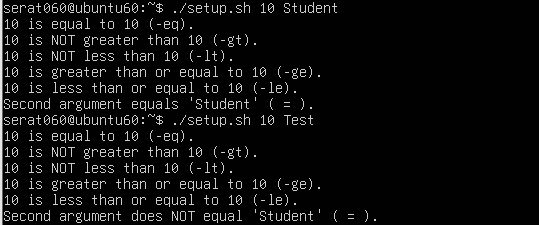 serat060@ubuntu60:~$ ./setup.sh 10 Student
10 is equal to 10 (-eq).
10 is NOT greater than 10 (-gt).
10 is NOT less than 10 (-lt).
10 is greater than or equal to 10 (-ge).
10 is less than or equal to 10 (-le).
Second argument equals 'Student' ( = ).
serat060@ubuntu60:~$ ./setup.sh 10 Test
10 is equal to 10 (-eq).
10 is NOT greater than 10 (-gt).
10 is NOT less than 10 (-lt).
10 is greater than or equal to 10 (-ge).
10 is less than or equal to 10 (-le).
Second argument does NOT equal 'Student' ( = ).